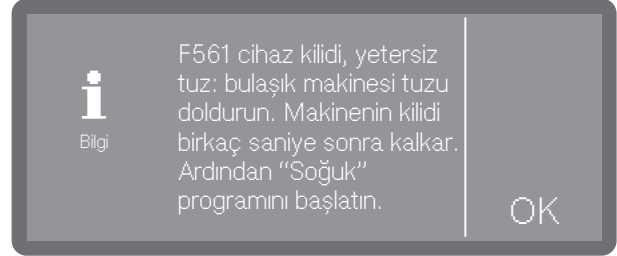 F561 cihaz kilidi, yetersiz
tuz: bulaşık makinesi tuzu
doldurun. Makinenin kilidi
birkaç saniye sonra kalkar.
Ardından “Soğuk”
programını başlatın.
Bilgi
OK